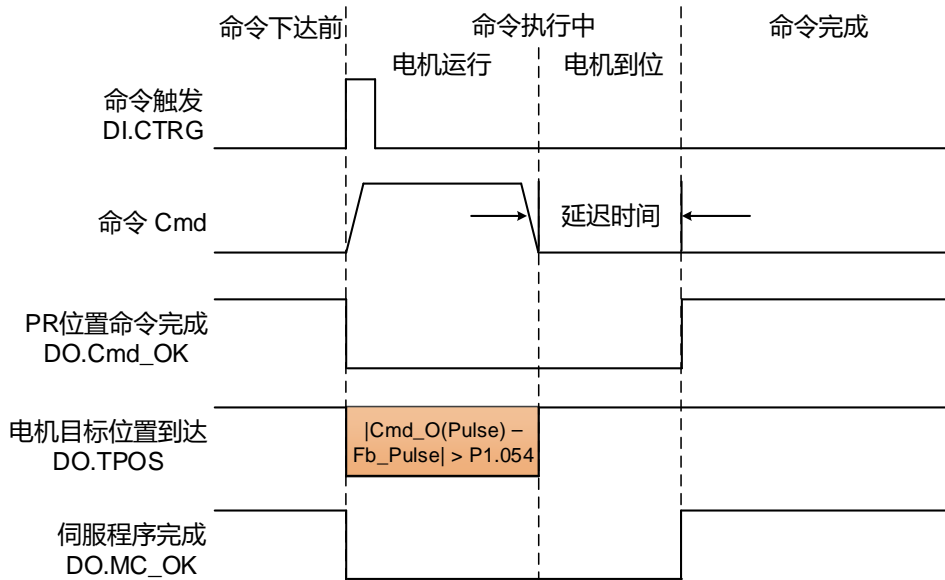 命令下达前
命令执行中
命令完成
电机运行
电机到位
命令触发
DI.CTRG
命令 Cmd
延迟时间
PR位置命令完成
DO.Cmd_OK
电机目标位置到达
DO.TPOS
|Cmd_O(Pulse) –
Fb_Pulse| > P1.054
伺服程序完成
DO.MC_OK